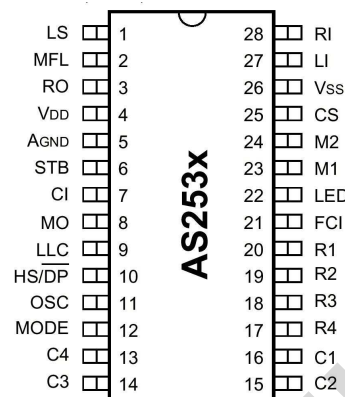 LS 1 28 RI
MFL 2 27 LI
RO 3 26 VSS
VDD 4 25 CS
AGND 5 24 M2
STB 6 23 M1
CI 7 22 LED
MO 8 21 FCI
LLC 9 20 R1
HS/DP 10 19 R2
OSC 11 18 R3
MODE 12 17 R4
C4 13 16 C1
C3 14 15 C2
AS253x